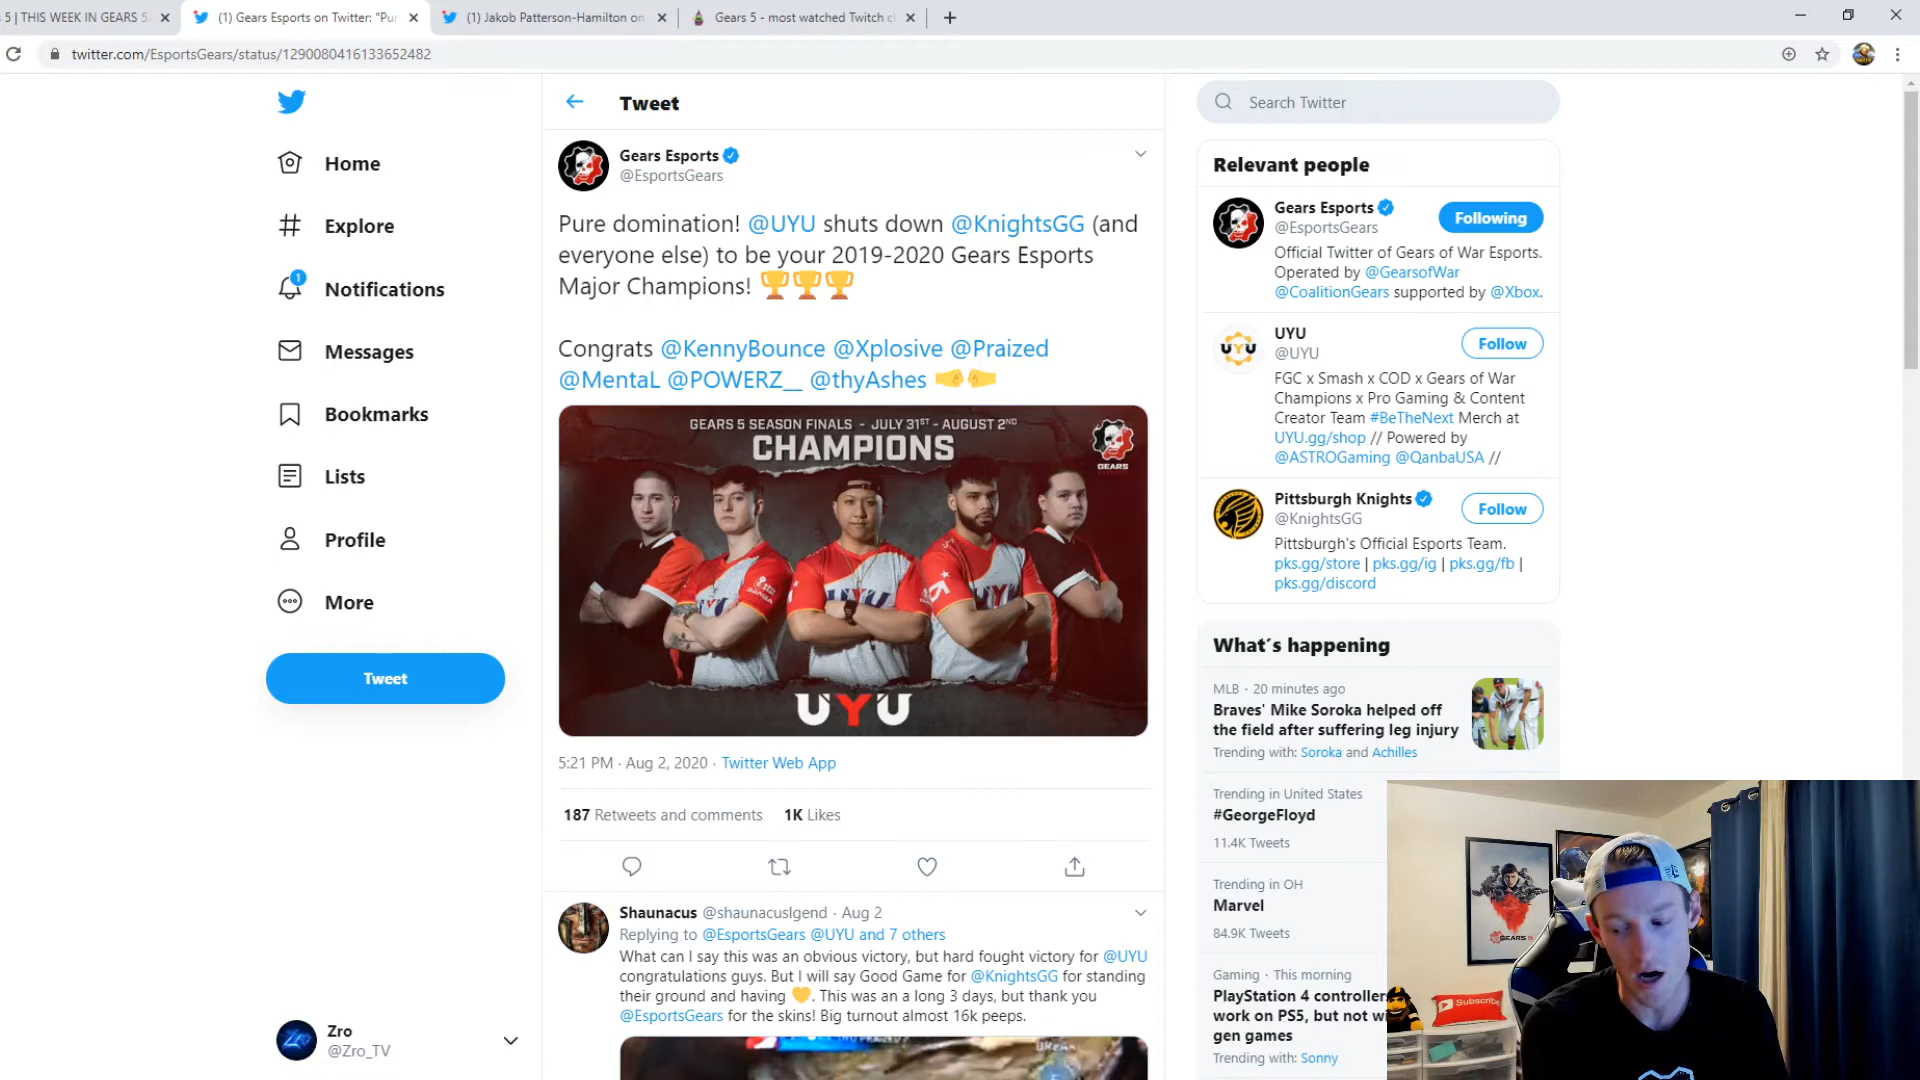 5 | THIS WEEK IN GEARS 5
(1) Gears Esports on Twitter: "Pur
(1) Jakob Patterson-Hamilton on
Gears 5 - most watched Twitch c
twitter.com/EsportsGears/status/1290080416133652482
Home
Explore
1
Notifications
Messages
Bookmarks
Lists
Profile
More
Tweet
Zro
@Zro_TV
Tweet
Gears Esports
@EsportsGears
Pure domination! @UYU shuts down @KnightsGG (and
everyone else) to be your 2019-2020 Gears Esports
Major Champions! 🏆🏆🏆
Congrats @KennyBounce @Xplosive @Praized
@MentaL @POWERZ__ @thyAshes 🤜🤛
GEARS 5 SEASON FINALS - JULY 31ST - AUGUST 2ND
CHAMPIONS
GEARS
UYU
5:21 PM · Aug 2, 2020 · Twitter Web App
187 Retweets and comments 1K Likes
Shaunacus @shaunacuslgend · Aug 2
Replying to @EsportsGears @UYU and 7 others
What can I say this was an obvious victory, but hard fought victory for @UYU
congratulations guys. But I will say Good Game for @KnightsGG for standing
their ground and having 💛. This was an a long 3 days, but thank you
@EsportsGears for the skins! Big turnout almost 16k peeps.
Search Twitter
Relevant people
Gears Esports
@EsportsGears
Following
Official Twitter of Gears of War Esports.
Operated by @GearsofWar
@CoalitionGears supported by @Xbox.
UYU
UYU
@UYU
Follow
FGC x Smash x COD x Gears of War
Champions x Pro Gaming & Content
Creator Team #BeTheNext Merch at
UYU.gg/shop // Powered by
@ASTROGaming @QanbaUSA //
Pittsburgh Knights
@KnightsGG
Follow
Pittsburgh's Official Esports Team.
pks.gg/store | pks.gg/ig | pks.gg/fb |
pks.gg/discord
What's happening
MLB · 20 minutes ago
Braves' Mike Soroka helped off
the field after suffering leg injury
Trending with: Soroka and Achilles
Trending in United States
#GeorgeFloyd
11.4K Tweets
Trending in OH
Marvel
84.9K Tweets
Gaming · This morning
PlayStation 4 controller
work on PS5, but not wi
gen games
Trending with: Sonny
GEARS 5
Subscribe